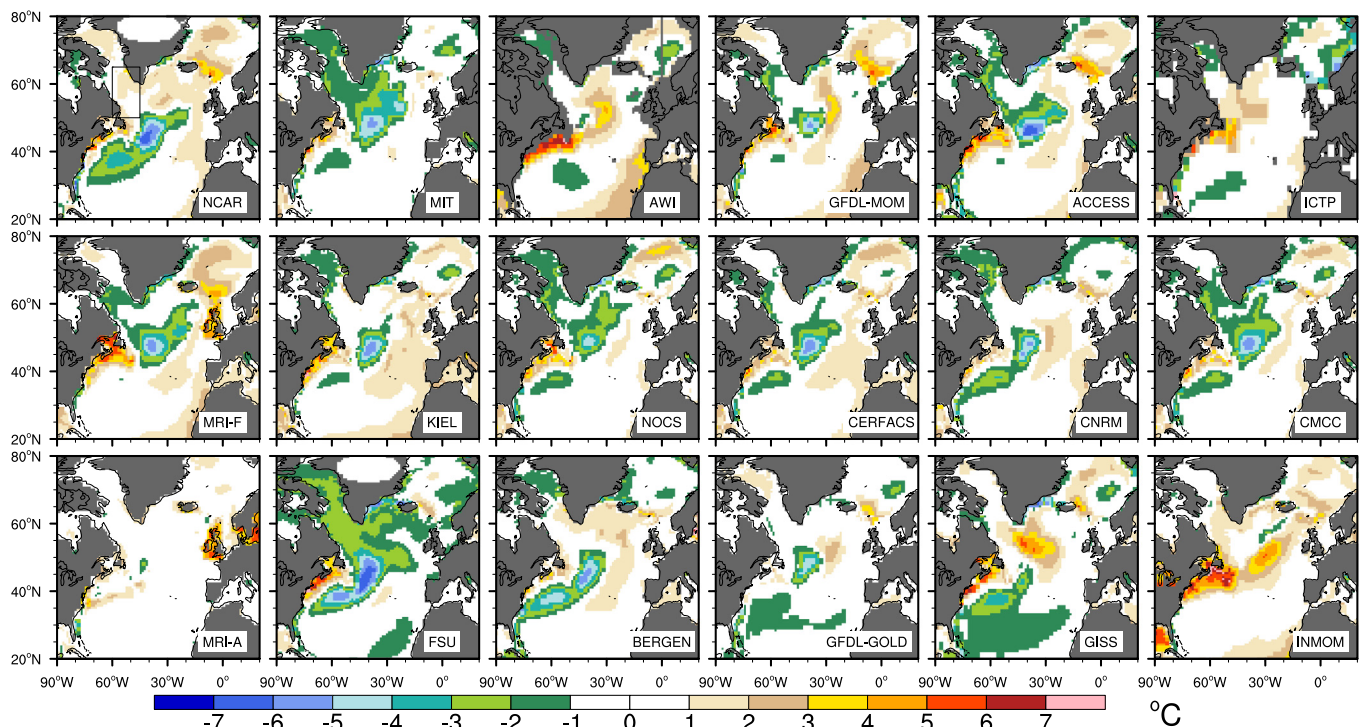 80°N
60°N
40°N
20°N
NCAR
MIT
AWI
GFDL-MOM
ACCESS
ICTP
80°N
60°N
40°N
20°N
MRI-F
KIEL
NOCS
CERFACS
CNRM
CMCC
80°N
60°N
40°N
20°N
MRI-A
FSU
BERGEN
GFDL-GOLD
GISS
INMOM
90°W 60°W 30°W 0° 90°W 60°W 30°W 0° 90°W 60°W 30°W 0° 90°W 60°W 30°W 0° 90°W 60°W 30°W 0° 90°W 60°W 30°W 0°
-7 -6 -5 -4 -3 -2 -1 0 1 2 3 4 5 6 7 °C